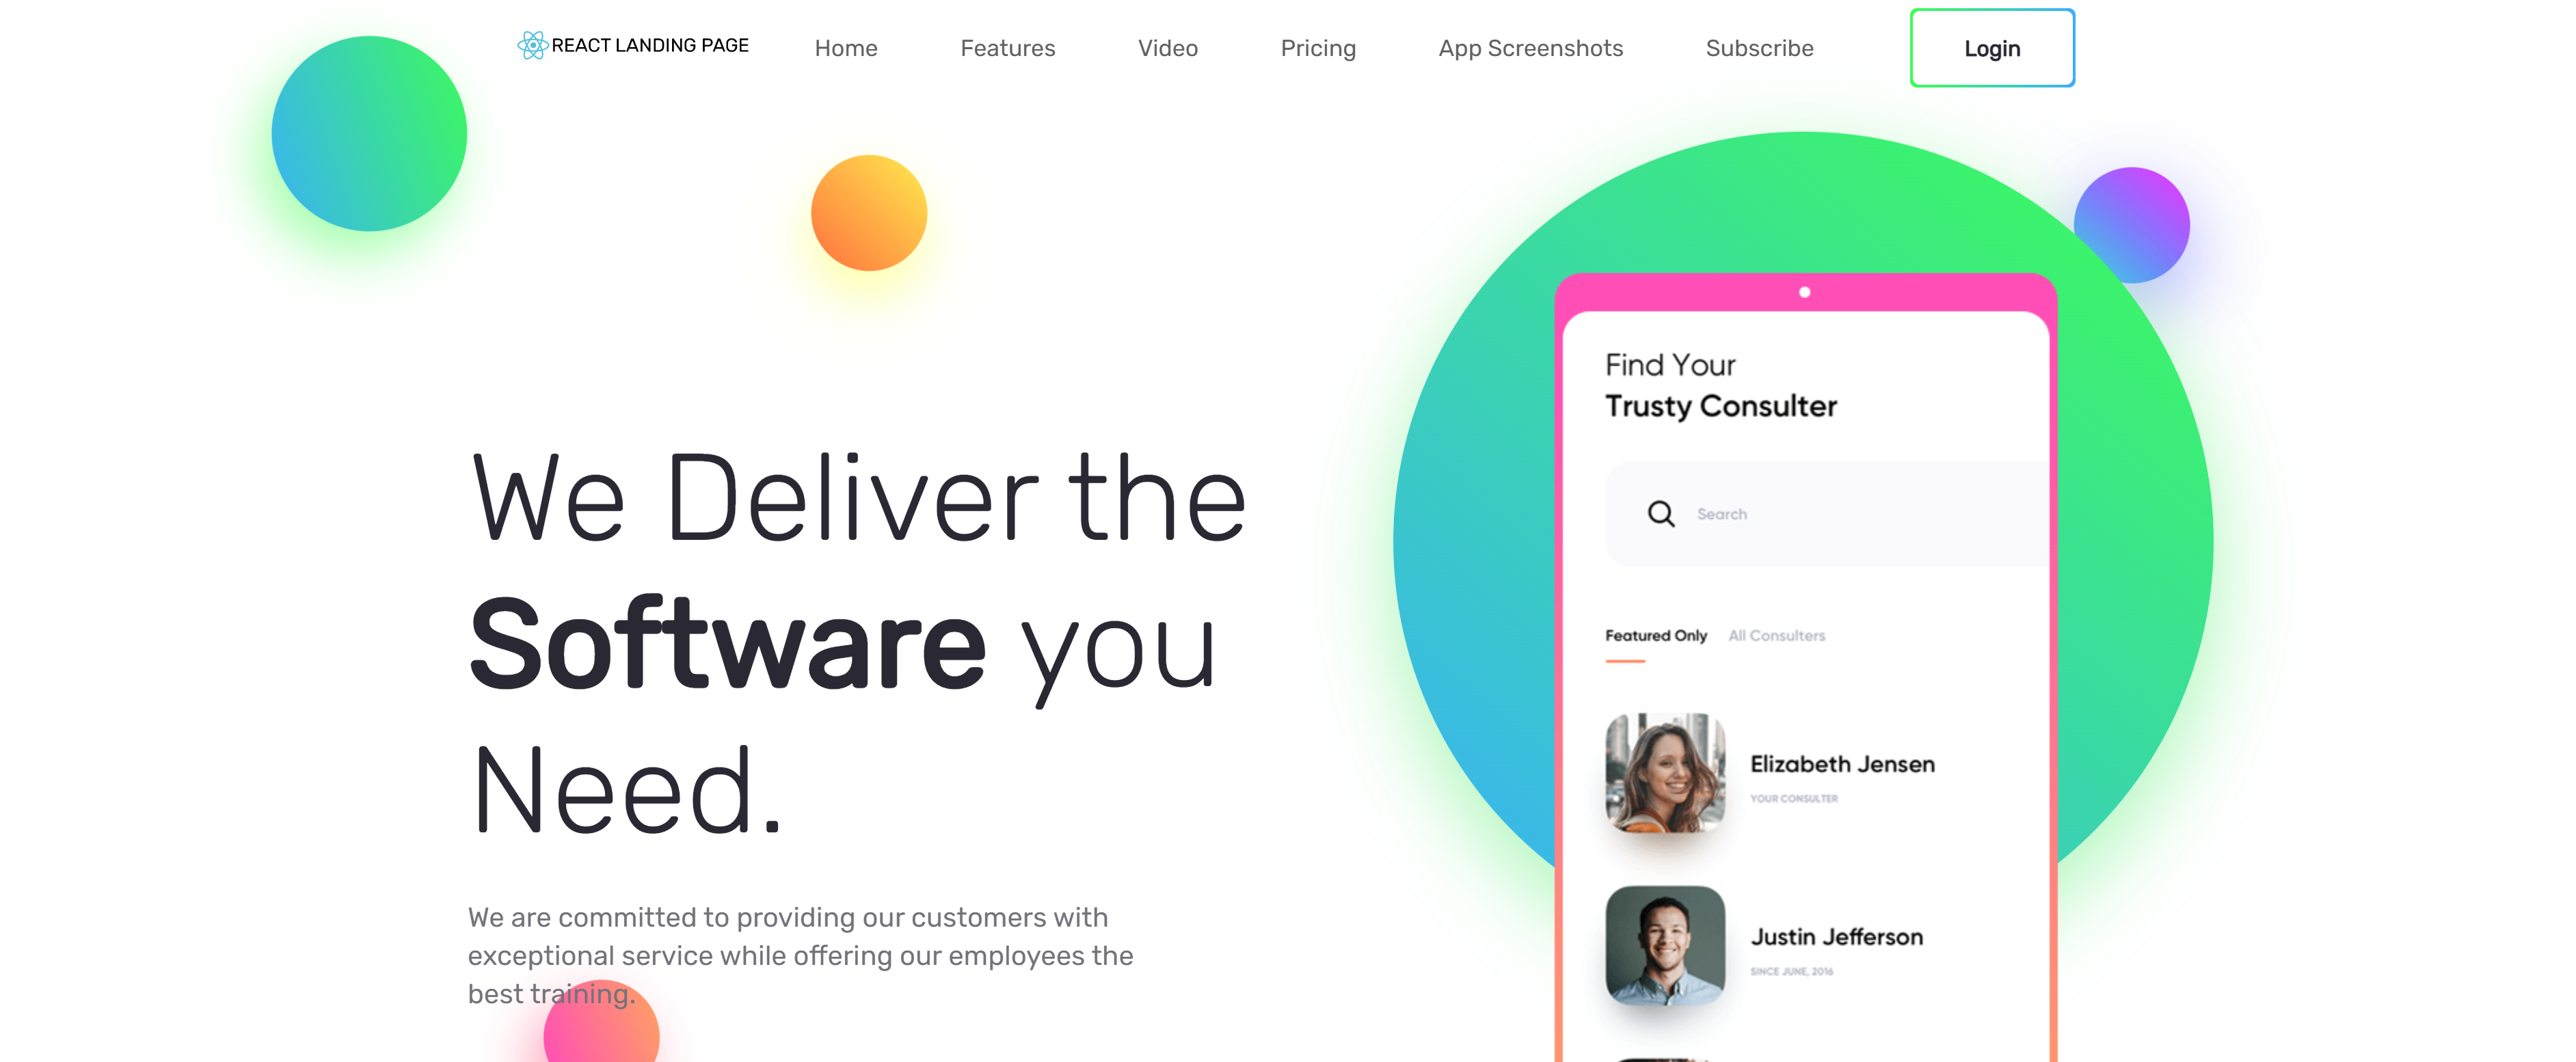 REACT LANDING PAGE
Home
Features
Video
Pricing
App Screenshots
Subscribe
Login
We Deliver the
Software you
Need.
We are committed to providing our customers with
exceptional service while offering our employees the
best training.
Find Your
Trusty Consulter
Search
Featured Only
All Consulters
Elizabeth Jensen
YOUR CONSULTER
Justin Jefferson
SINCE JUNE, 2016